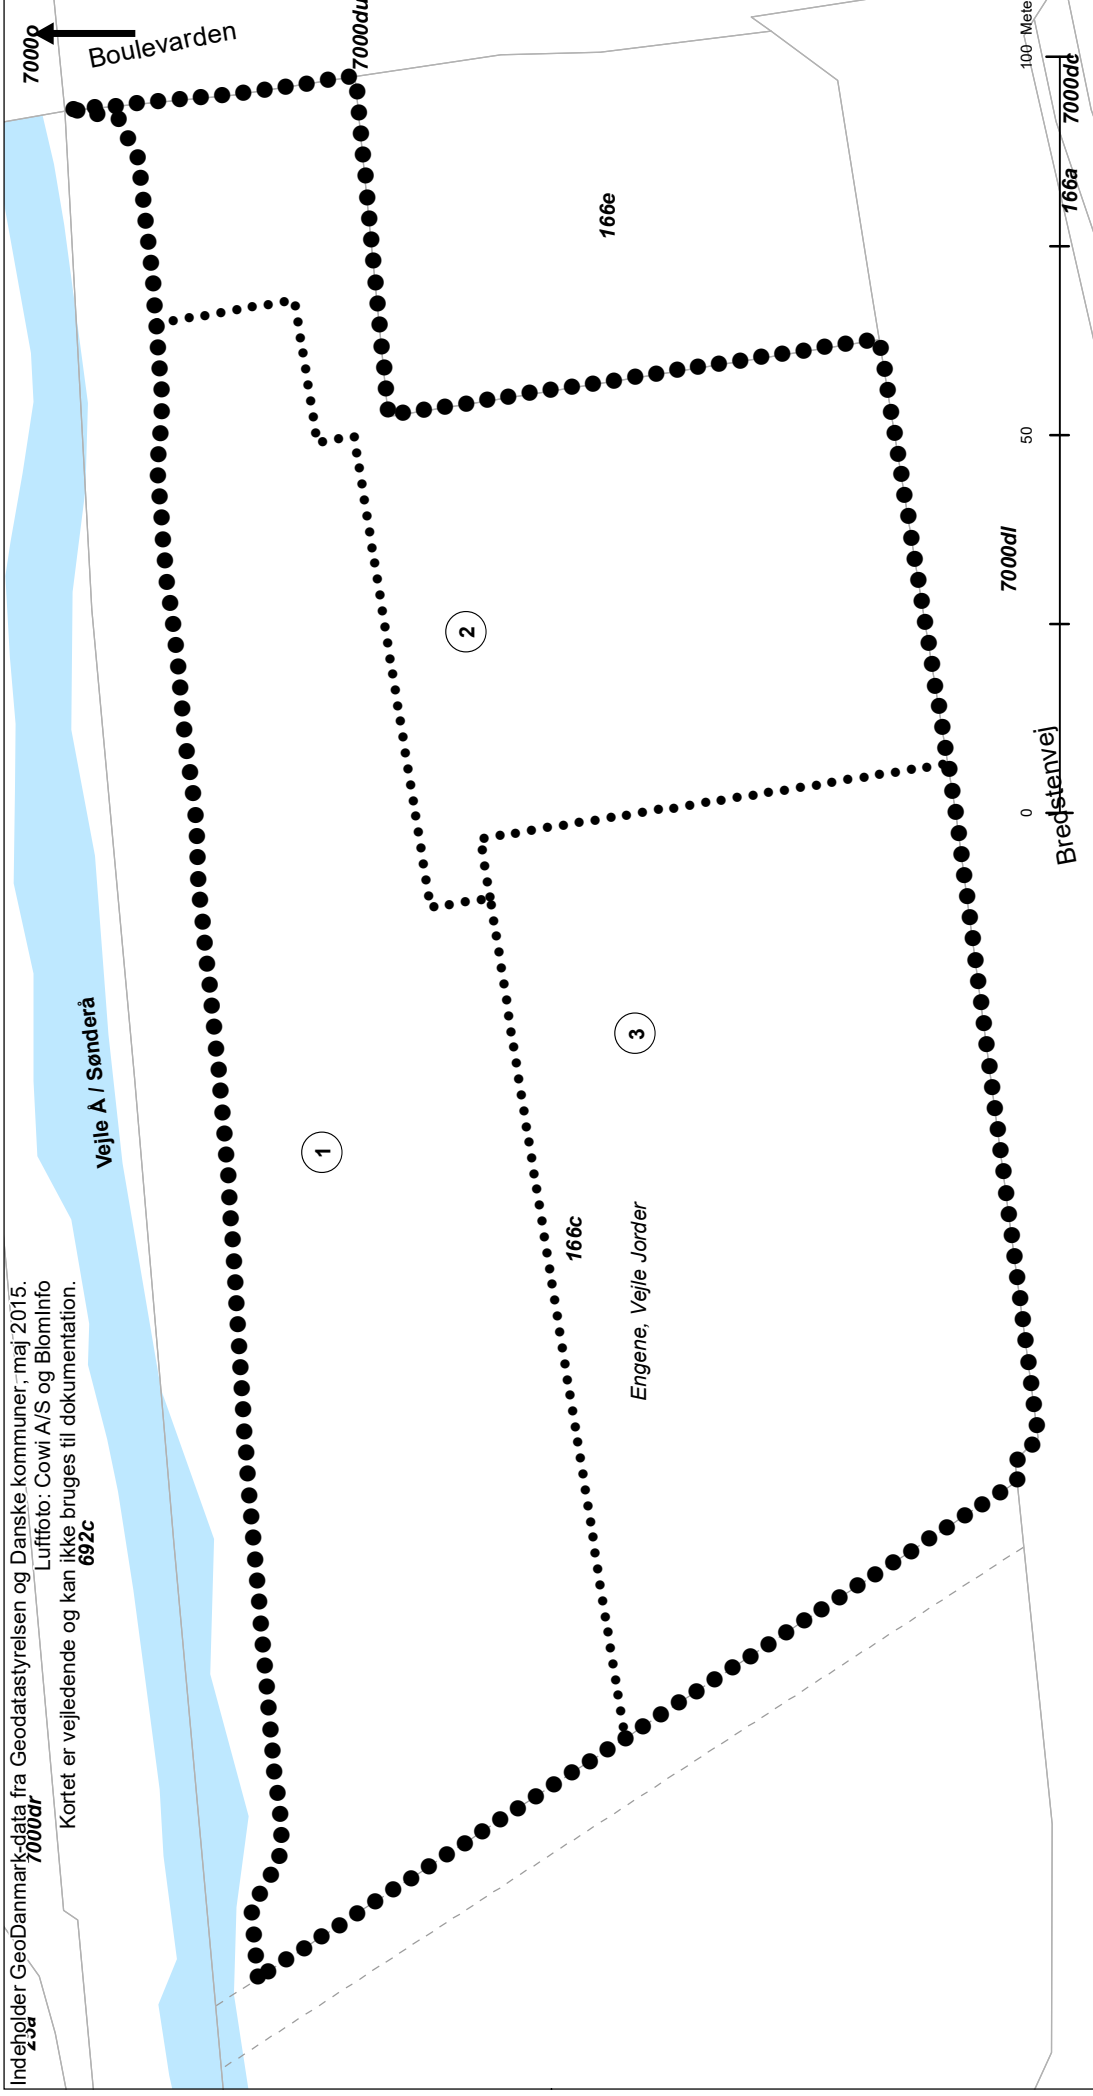 Indeholder GeoDanmark-data fra Geodatastyrelsen og Danske kommuner, maj 2015.
Luftfoto: Cowi A/S og BlomInfo
Kortet er vejledende og kan ikke bruges til dokumentation.
7000dr
692c
7000o
Boulevarden
Vejle Å / Sønderå
7000du
1
2
166e
166c
3
Engene, Vejle Jorder
7000dl
0
50
100 Mete
Bredstenvej
166a
7000dc